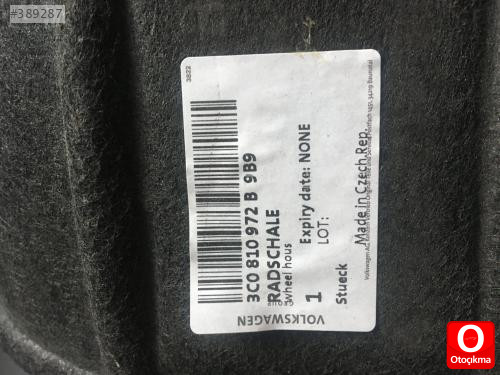 #389287
3822
3C0 810 972 B 9B9
RADSCHALE
wheel hous
1
Expiry date: NONE
LOT:
Stueck
Made in Czech Rep.
VOLKSWAGEN
O
Otoçıkma